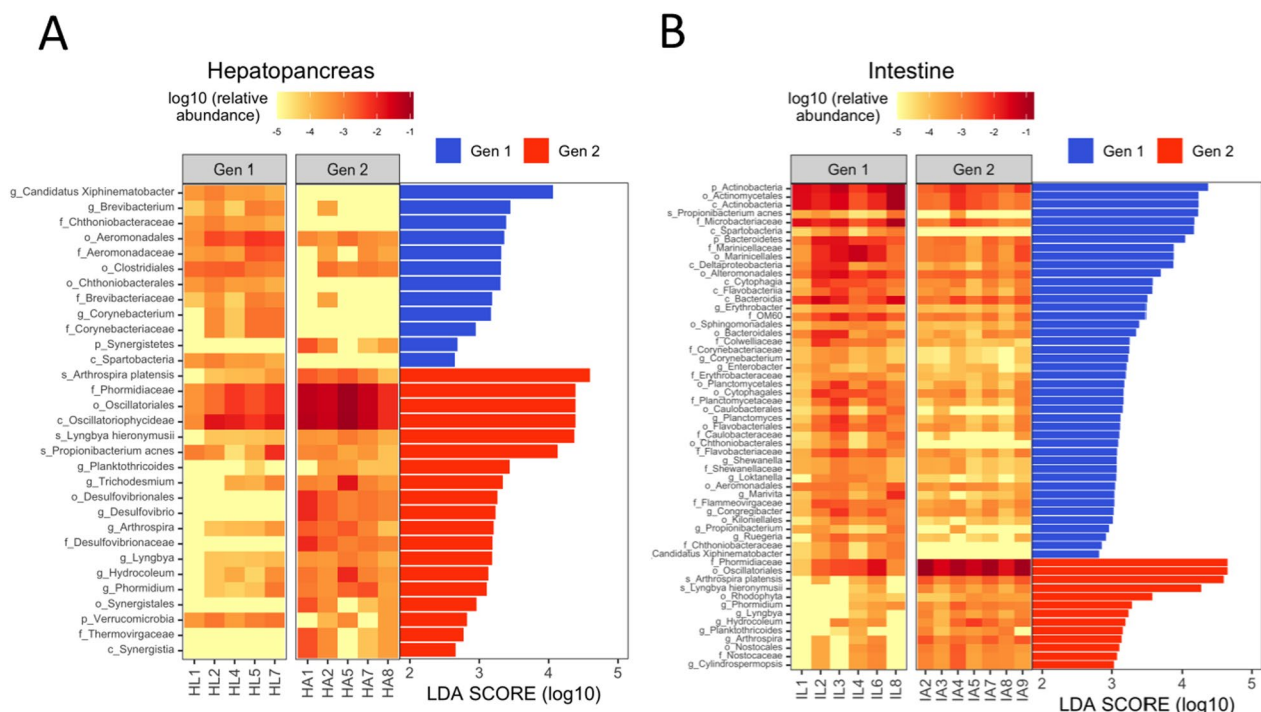 A
Hepatopancreas
log10 (relative
abundance)
-5 -4 -3 -2 -1
Gen 1 Gen 2
Gen 1 Gen 2
g_Candidatus Xiphinematobacter
g_Brevibacterium
f_Chthoniobacteraceae
o_Aeromonadales
f_Aeromonadaceae
o_Clostridiales
o_Chthoniobacterales
f_Brevibacteriaceae
g_Corynebacterium
f_Corynebacteriaceae
p_Synergistetes
c_Spartobacteria
s_Arthrospira platensis
f_Phormidiaceae
o_Oscillatoriales
c_Oscillatoriophycideae
s_Lyngbya hieronymusii
s_Propionibacterium acnes
g_Planktothricoides
g_Trichodesmium
o_Desulfovibrionales
g_Desulfovibrio
g_Arthrospira
f_Desulfovibrionaceae
g_Lyngbya
g_Hydrocoleum
g_Phormidium
o_Synergistales
p_Verrucomicrobia
f_Thermovirgaceae
c_Synergistia
HL1 HL2 HL4 HL5 HL7 HA1 HA2 HA5 HA7 HA8
2 3 4 5
LDA SCORE (log10)
B
Intestine
log10 (relative
abundance)
-5 -4 -3 -2 -1
Gen 1 Gen 2
Gen 1 Gen 2
p_Actinobacteria
o_Actinomycetales
c_Actinobacteria
s_Propionibacterium acnes
f_Microbacteriaceae
c_Spartobacteria
p_Bacteroidetes
f_Marinicellaceae
o_Marinicellales
c_Deltaproteobacteria
o_Alteromonadales
c_Cytophagia
c_Flavobacteriia
c_Bacteroidia
g_Erythrobacter
f_OM60
o_Sphingomonadales
o_Bacteroidales
f_Colwelliaceae
f_Corynebacteriaceae
g_Corynebacterium
g_Enterobacter
f_Erythrobacteraceae
o_Planctomycetales
o_Cytophagales
f_Planctomycetaceae
o_Caulobacterales
g_Planctomyces
o_Flavobacteriales
f_Caulobacteraceae
o_Chthoniobacterales
f_Flavobacteriaceae
g_Shewanella
f_Shewanellaceae
g_Loktanella
o_Aeromonadales
g_Marivita
f_Flammeovirgaceae
g_Congregibacter
o_Kiloniellales
g_Propionibacterium
g_Ruegeria
f_Chthoniobacteraceae
Candidatus Xiphinematobacter
f_Phormidiaceae
o_Oscillatoriales
s_Arthrospira platensis
s_Lyngbya hieronymusii
o_Rhodophyta
g_Phormidium
g_Lyngbya
g_Hydrocoleum
g_Planktothricoides
g_Arthrospira
o_Nostocales
f_Nostocaceae
g_Cylindrospermopsis
IL1 IL2 IL3 IL4 IL6 IL8 IA2 IA3 IA4 IA5 IA7 IA8 IA9
2 3 4 5
LDA SCORE (log10)